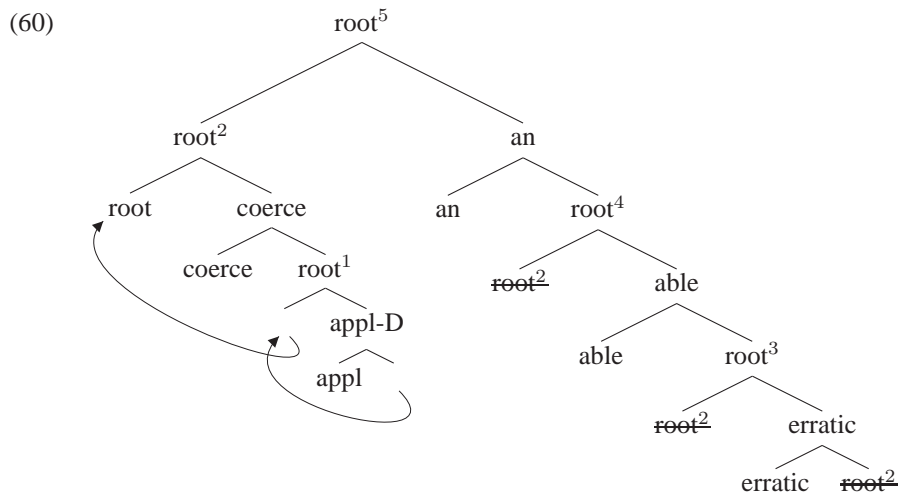 (60) root⁵
root² an
root coerce an root⁴
coerce root¹ ~~root²~~ able
appl-D able root³
appl ~~root²~~ erratic
erratic ~~root²~~